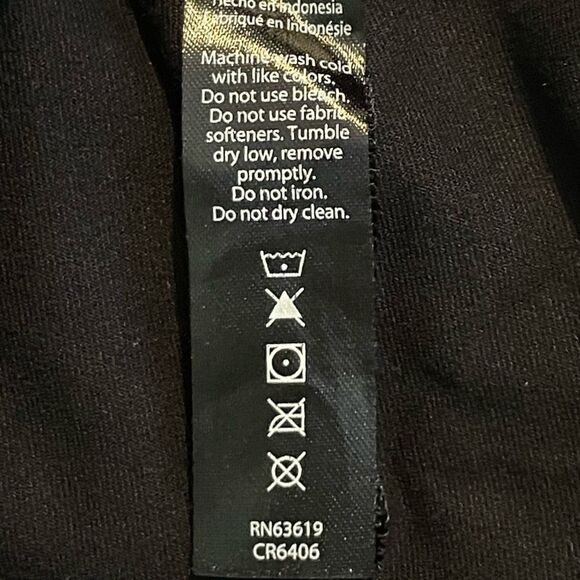 Hecho en Indonesia
Fabriqué en Indonésie
Machine wash cold
with like colors.
Do not use bleach.
Do not use fabric
softeners. Tumble
dry low, remove
promptly.
Do not iron.
Do not dry clean.
RN63619
CR6406